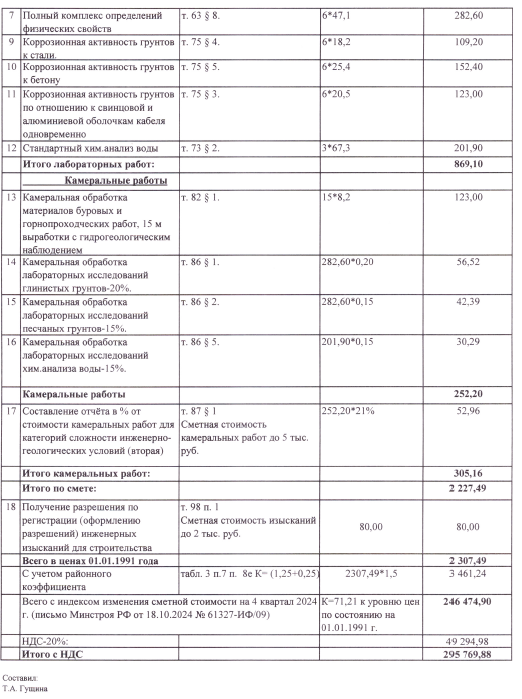 7 Полный комплекс определений т. 63 § 8. 6*47,1 282,60
физических свойств
9 Коррозионная активность грунтов т. 75 § 4. 6*18,2 109,20
к стали.
10 Коррозионная активность грунтов т. 75 § 5. 6*25,4 152,40
к бетону
11 Коррозионная активность грунтов т. 75 § 3. 6*20,5 123,00
по отношению к свинцовой и
алюминиевой оболочкам кабеля
одновременно
12 Стандартный хим.анализ воды т. 73 § 2. 3*67,3 201,90
Итого лабораторных работ: 869,10
Камеральные работы
13 Камеральная обработка т. 82 § 1. 15*8,2 123,00
материалов буровых и
горнопроходческих работ, 15 м
выработки с гидрогеологическим
наблюдением
14 Камеральная обработка т. 86 § 1. 282,60*0,20 56,52
лабораторных исследований
глинистых грунтов-20%.
15 Камеральная обработка т. 86 § 2. 282,60*0,15 42,39
лабораторных исследований
песчаных грунтов-15%.
16 Камеральная обработка т. 86 § 5. 201,90*0,15 30,29
лабораторных исследований
хим.анализа воды-15%.
Камеральные работы 252,20
17 Составление отчёта в % от т. 87 § 1 252,20*21% 52,96
стоимости камеральных работ для Сметная стоимость
категорий сложности инженерно- камеральных работ до 5 тыс.
геологических условий (вторая) руб.
Итого камеральных работ: 305,16
Итого по смете: 2 227,49
18 Получение разрешения по т. 98 п. 1
регистрации (оформлению Сметная стоимость изысканий 80,00 80,00
разрешений) инженерных до 2 тыс. руб.
изысканий для строительства
Всего в ценах 01.01.1991 года 2 307,49
С учетом районного табл. 3 п.7 п. 8е К= (1,25+0,25) 2307,49*1,5 3 461,24
коэффициента
Всего с индексом изменения сметной стоимости на 4 квартал 2024 К=71,21 к уровню цен 246 474,90
г. (письмо Минстроя РФ от 18.10.2024 № 61327-ИФ/09) по состоянию на
01.01.1991 г.
НДС-20%: 49 294,98
Итого с НДС 295 769,88
Составил:
Т.А. Гущина